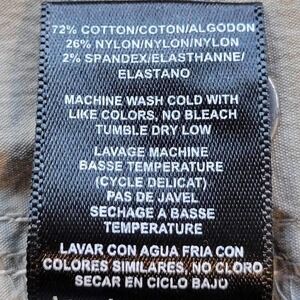 72% COTTON/COTON/ALGODON
26% NYLON/NYLON/NYLON
2% SPANDEX/ELASTHANNE/
ELASTANO
MACHINE WASH COLD WITH
LIKE COLORS, NO BLEACH
TUMBLE DRY LOW
LAVAGE MACHINE
BASSE TEMPERATURE
(CYCLE DELICAT)
PAS DE JAVEL
SECHAGE A BASSE
TEMPERATURE
LAVAR CON AGUA FRIA CON
COLORES SIMILARES, NO CLORO
SECAR EN CICLO BAJO